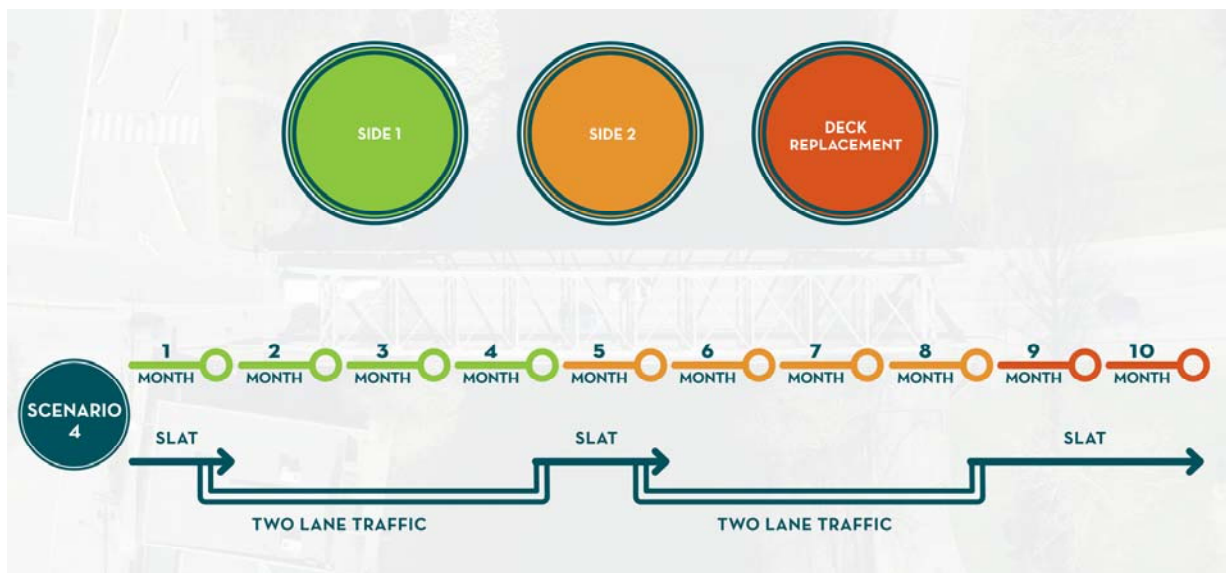 SIDE 1
SIDE 2
DECK
REPLACEMENT
1
MONTH
2
MONTH
3
MONTH
4
MONTH
5
MONTH
6
MONTH
7
MONTH
8
MONTH
9
MONTH
10
MONTH
SCENARIO
4
SLAT
SLAT
SLAT
TWO LANE TRAFFIC
TWO LANE TRAFFIC